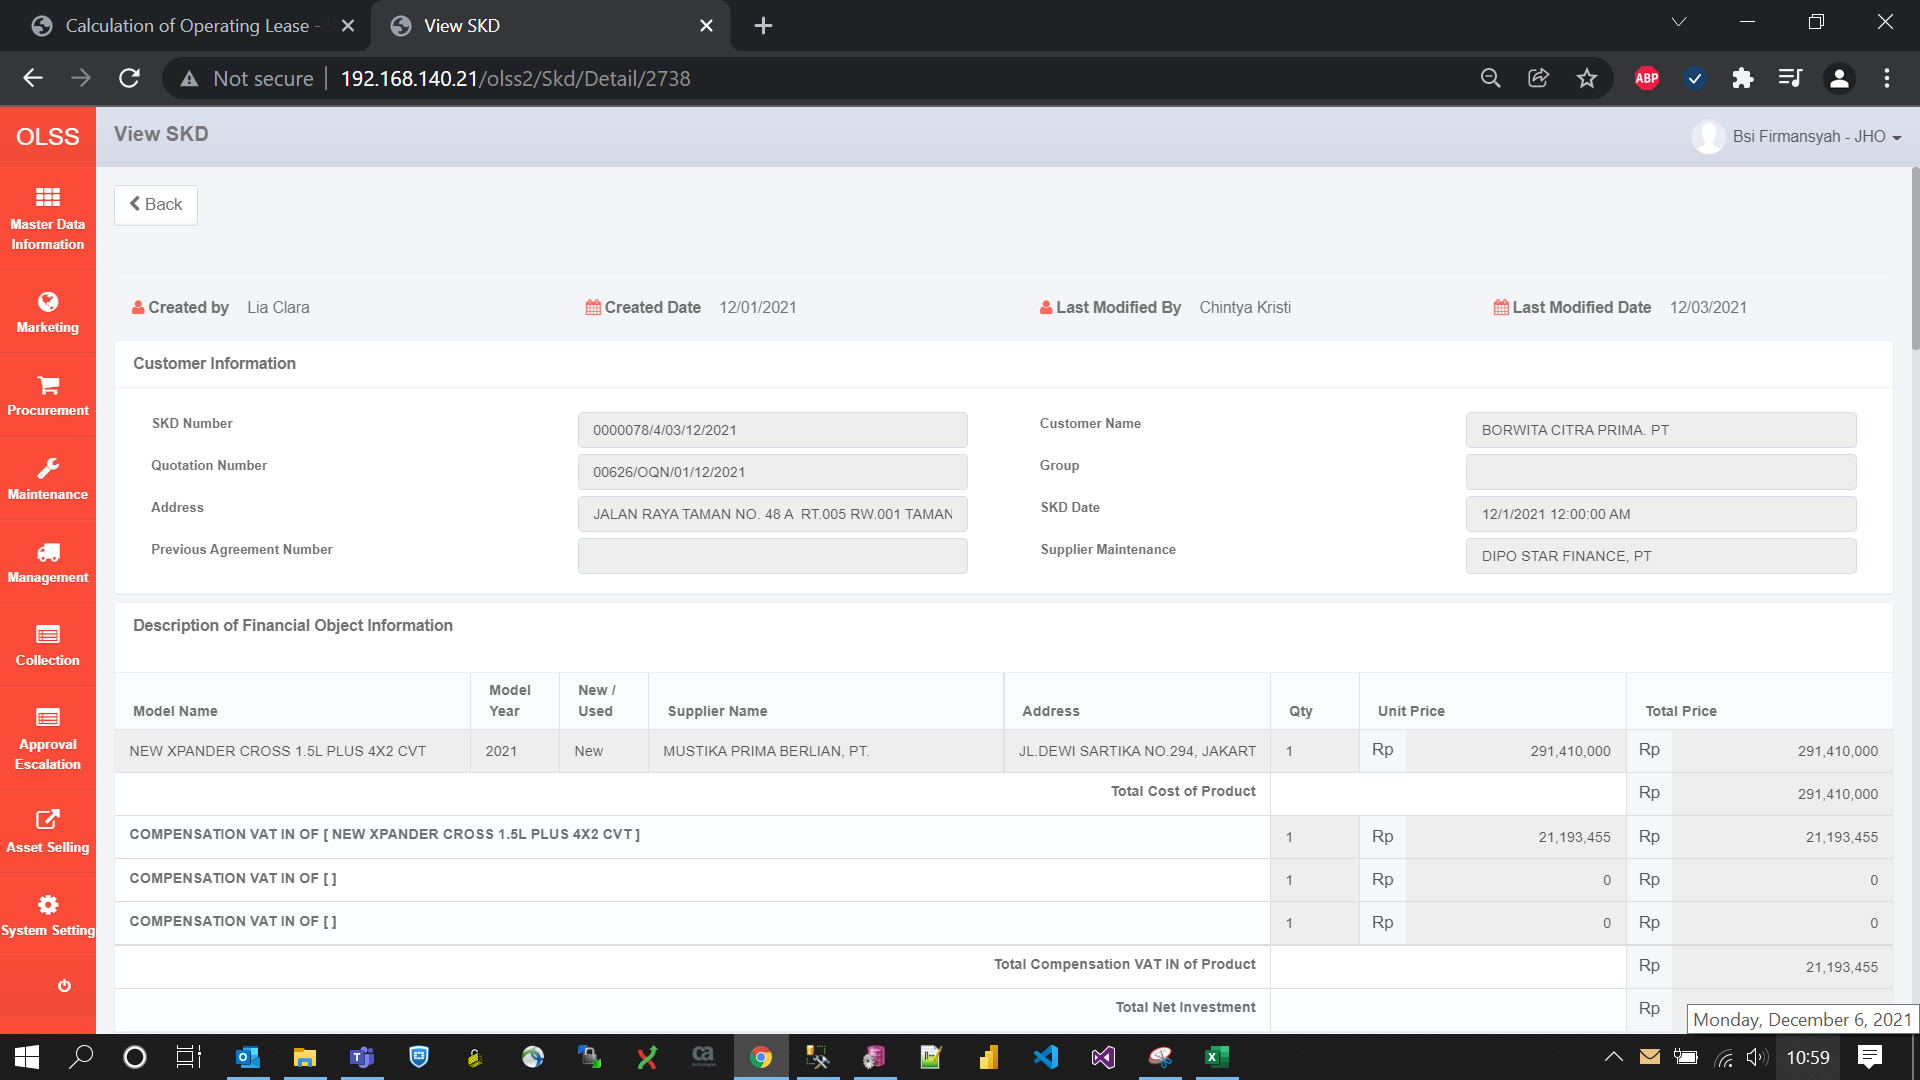 Calculation of Operating Lease -
View SKD
Not secure
192.168.140.21/olss2/Skd/Detail/2738
ABP
OLSS
View SKD
Bsi Firmansyah - JHO
Master Data
Information
Marketing
Procurement
Maintenance
Management
Collection
Approval
Escalation
Asset Selling
System Setting
Back
Created by Lia Clara
Created Date 12/01/2021
Last Modified By Chintya Kristi
Last Modified Date 12/03/2021
Customer Information
SKD Number 0000078/4/03/12/2021
Customer Name BORWITA CITRA PRIMA. PT
Quotation Number 00626/OQN/01/12/2021
Group
Address JALAN RAYA TAMAN NO. 48 A RT.005 RW.001 TAMAN
SKD Date 12/1/2021 12:00:00 AM
Previous Agreement Number
Supplier Maintenance DIPO STAR FINANCE, PT
Description of Financial Object Information
Model Name Model Year New / Used Supplier Name Address Qty Unit Price Total Price
NEW XPANDER CROSS 1.5L PLUS 4X2 CVT 2021 New MUSTIKA PRIMA BERLIAN, PT. JL.DEWI SARTIKA NO.294, JAKART 1 Rp 291,410,000 Rp 291,410,000
Total Cost of Product Rp 291,410,000
COMPENSATION VAT IN OF [ NEW XPANDER CROSS 1.5L PLUS 4X2 CVT ] 1 Rp 21,193,455 Rp 21,193,455
COMPENSATION VAT IN OF [ ] 1 Rp 0 Rp 0
COMPENSATION VAT IN OF [ ] 1 Rp 0 Rp 0
Total Compensation VAT IN of Product Rp 21,193,455
Total Net Investment Rp
Monday, December 6, 2021
10:59